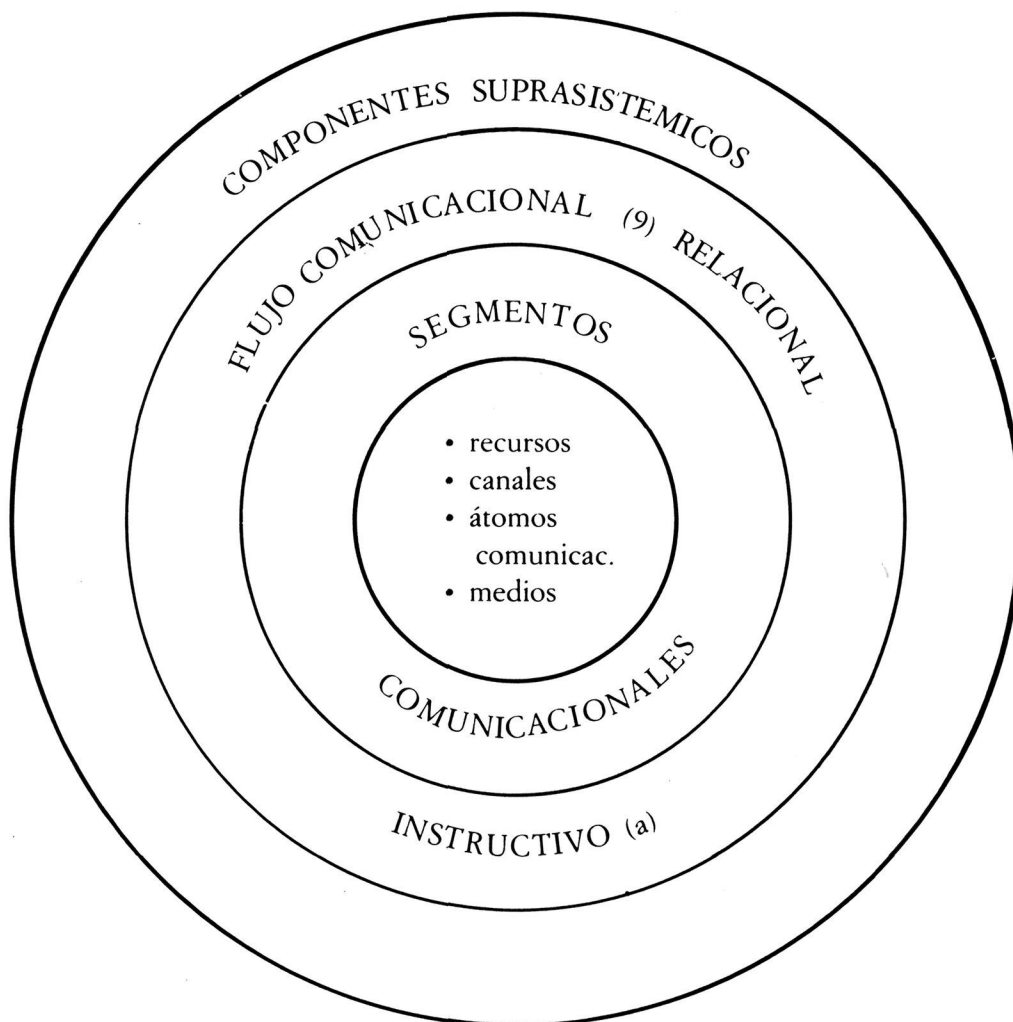 COMPONENTES SUPRASISTEMICOS
FLUJO COMUNICACIONAL (9) RELACIONAL
SEGMENTOS
• recursos
• canales
• átomos
comunicac.
• medios
COMUNICACIONALES
INSTRUCTIVO (a)